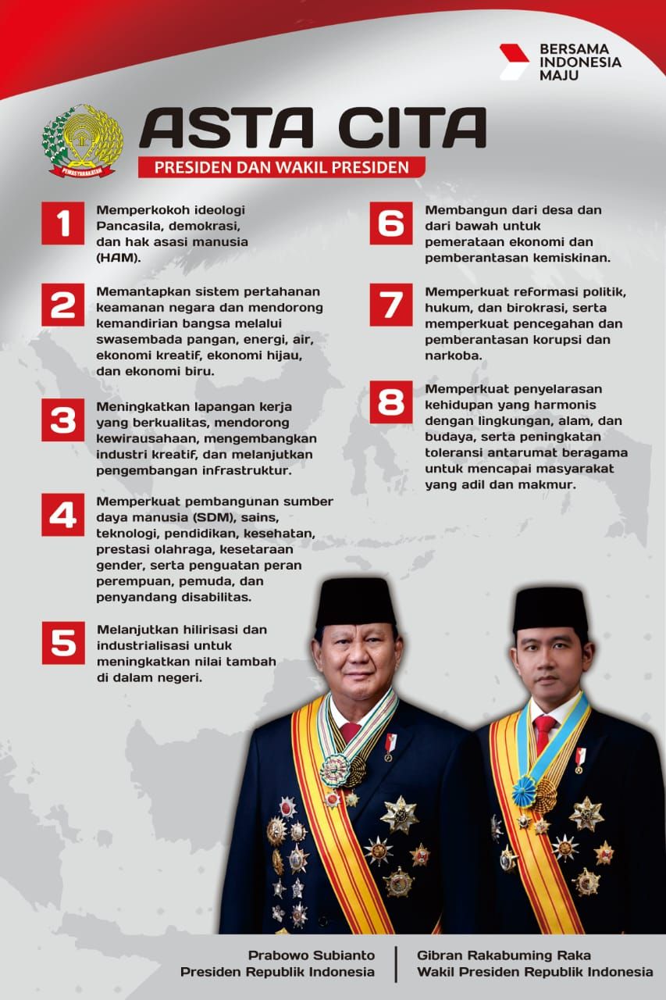 BERSAMA
INDONESIA
MAJU
PEMASYARAKATAN
ASTA CITA
PRESIDEN DAN WAKIL PRESIDEN
1
Memperkokoh ideologi
Pancasila, demokrasi,
dan hak asasi manusia
(HAM).
2
Memantapkan sistem pertahanan
keamanan negara dan mendorong
kemandirian bangsa melalui
swasembada pangan, energi, air,
ekonomi kreatif, ekonomi hijau,
dan ekonomi biru.
3
Meningkatkan lapangan kerja
yang berkualitas, mendorong
kewirausahaan, mengembangkan
industri kreatif, dan melanjutkan
pengembangan infrastruktur.
4
Memperkuat pembangunan sumber
daya manusia (SDM), sains,
teknologi, pendidikan, kesehatan,
prestasi olahraga, kesetaraan
gender, serta penguatan peran
perempuan, pemuda, dan
penyandang disabilitas.
5
Melanjutkan hilirisasi dan
industrialisasi untuk
meningkatkan nilai tambah
di dalam negeri.
6
Membangun dari desa dan
dari bawah untuk
pemerataan ekonomi dan
pemberantasan kemiskinan.
7
Memperkuat reformasi politik,
hukum, dan birokrasi, serta
memperkuat pencegahan dan
pemberantasan korupsi dan
narkoba.
8
Memperkuat penyelarasan
kehidupan yang harmonis
dengan lingkungan, alam, dan
budaya, serta peningkatan
toleransi antarumat beragama
untuk mencapai masyarakat
yang adil dan makmur.
Prabowo Subianto
Presiden Republik Indonesia
Gibran Rakabuming Raka
Wakil Presiden Republik Indonesia